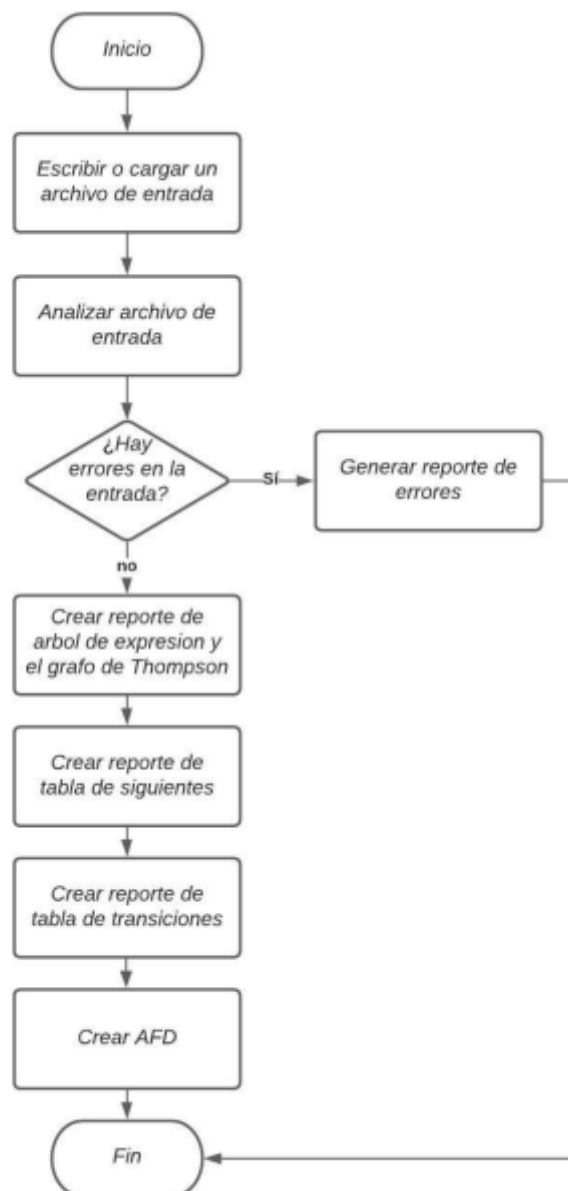 Inicio
Escribir o cargar un
archivo de entrada
Analizar archivo de
entrada
¿Hay
errores en la
entrada?
Sí
Generar reporte de
errores
no
Crear reporte de
arbol de expresion y
el grafo de Thompson
Crear reporte de
tabla de siguientes
Crear reporte de
tabla de transiciones
Crear AFD
Fin